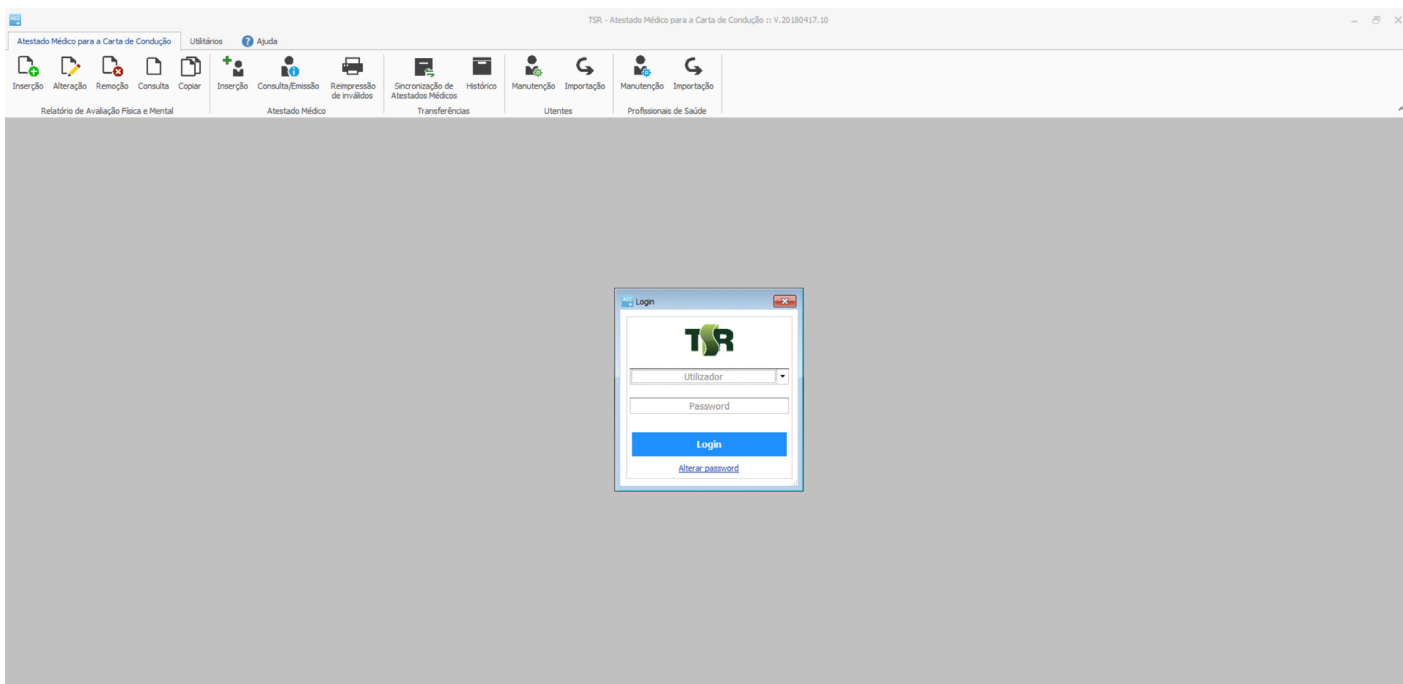 TSR - Atestado Médico para a Carta de Condução :: V.20180417.10
Atestado Médico para a Carta de Condução Utilitários ? Ajuda
Inserção Alteração Remoção Consulta Copiar Inserção Consulta/Emissão Reimpressão de inválidos Sincronização de Atestados Médicos Histórico Manutenção Importação Manutenção Importação
Relatório de Avaliação Física e Mental Atestado Médico Transferências Utentes Profissionais de Saúde
Login
TSR
Utilizador
Password
Login
Alterar password